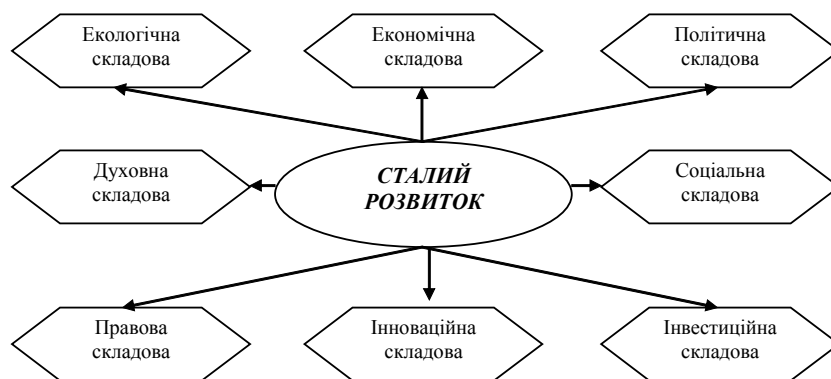 Екологічна
складова
Економічна
складова
Політична
складова
Духовна
складова
СТАЛИЙ
РОЗВИТОК
Соціальна
складова
Правова
складова
Інноваційна
складова
Інвестиційна
складова